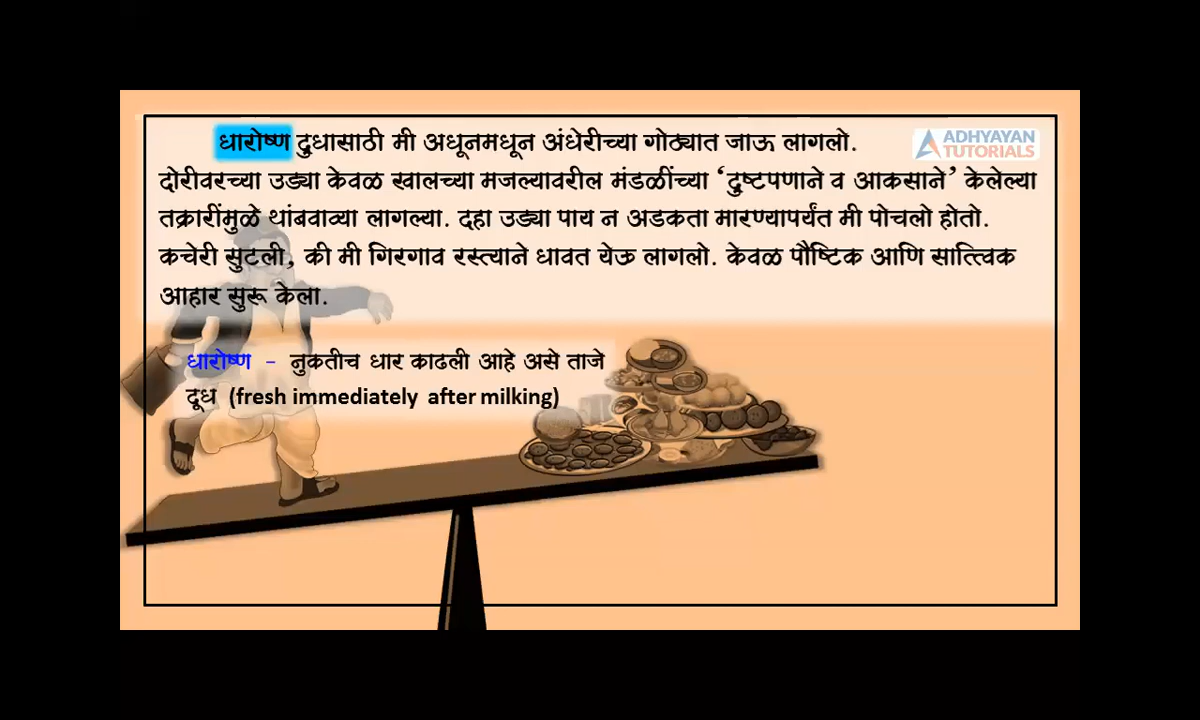 धारोष्ण दुधासाठी मी अधूनमधून अंधेरीच्या गोठ्यात जाऊ लागलो.
ADHYAYAN
TUTORIALS
दोरीवरच्या उड्या केवळ खालच्या मजल्यावरील मंडळींच्या ‘दुष्टपणाने व आकसाने’ केलेल्या
तक्रारींमुळे थांबवाव्या लागल्या. दहा उड्या पाय न अडकता मारण्यापर्यंत मी पोचलो होतो.
कचेरी सुटली, की मी गिरगाव रस्त्याने धावत येऊ लागलो. केवळ पौष्टिक आणि सात्त्विक
आहार सुरू केला.
धारोष्ण - नुकतीच धार काढली आहे असे ताजे
दूध (fresh immediately after milking)